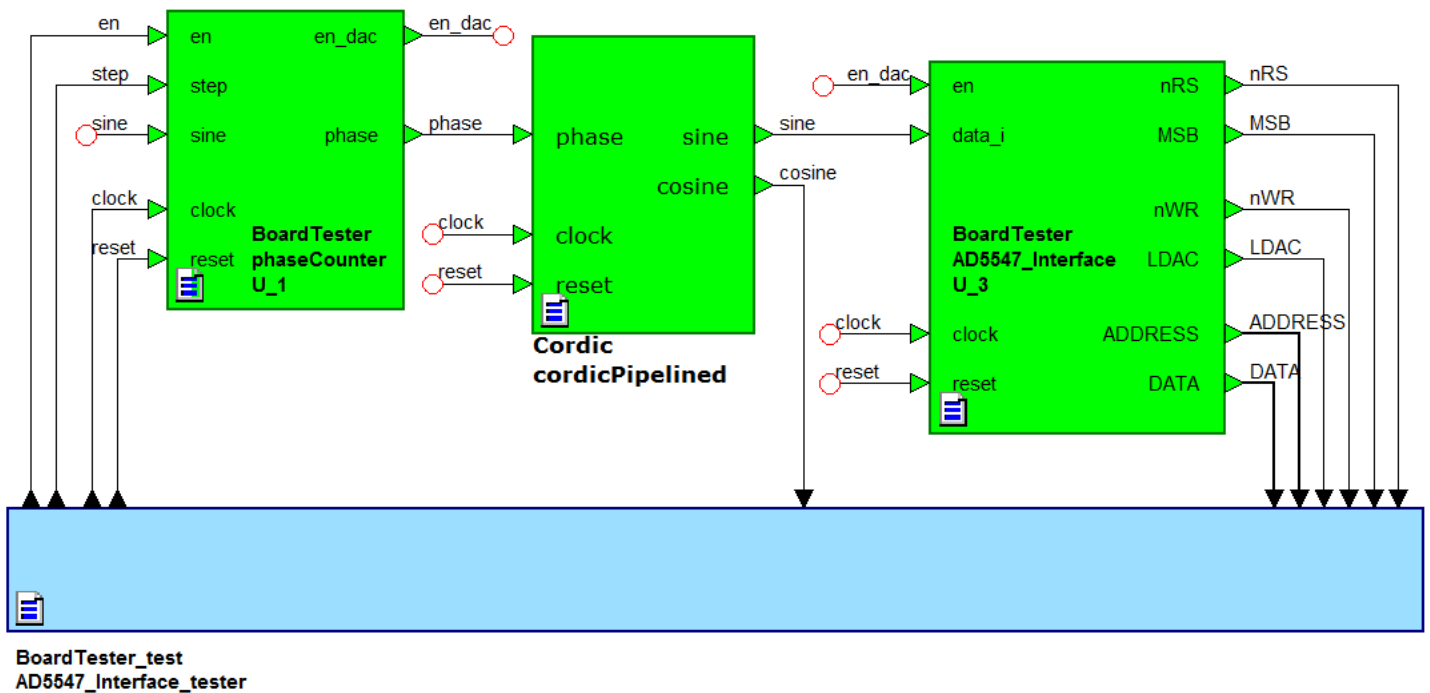 en
en_dac
en
en_dac
step
step
sine
sine
phase
phase
clock
clock
reset
reset
BoardTester
phaseCounter
U_1
phase
sine
sine
cosine
cosine
clock
clock
reset
reset
Cordic
cordicPipelined
en_dac
en
nRS
nRS
data_i
MSB
MSB
nWR
nWR
BoardTester
AD5547_Interface
U_3
LDAC
LDAC
clock
clock
ADDRESS
ADDRESS
reset
reset
DATA
DATA
BoardTester_test
AD5547_Interface_tester